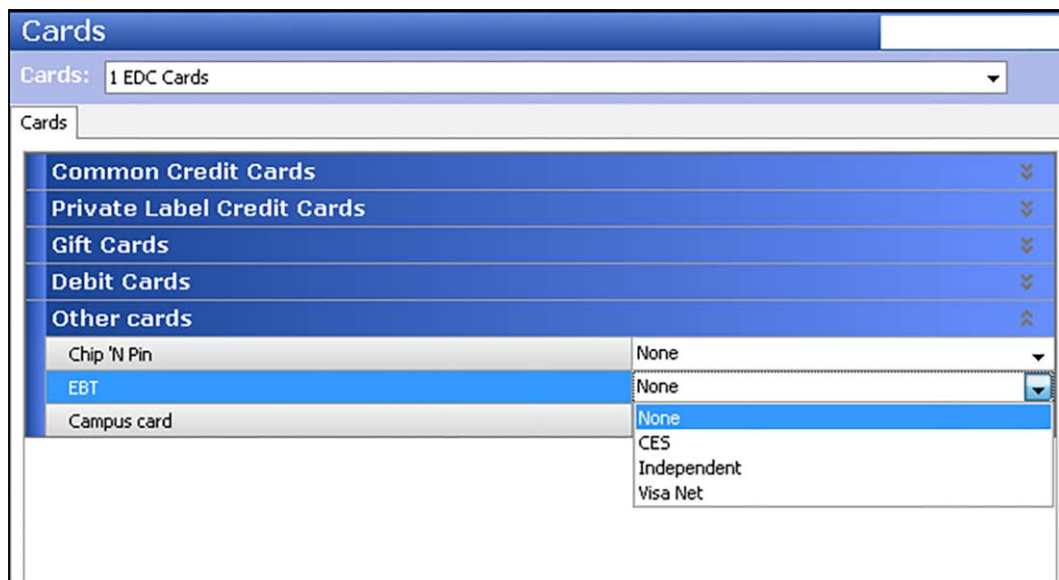 Cards
Cards: 1 EDC Cards
Cards
Common Credit Cards
Private Label Credit Cards
Gift Cards
Debit Cards
Other cards
Chip 'N Pin None
EBT None
Campus card
None
CES
Independent
Visa Net